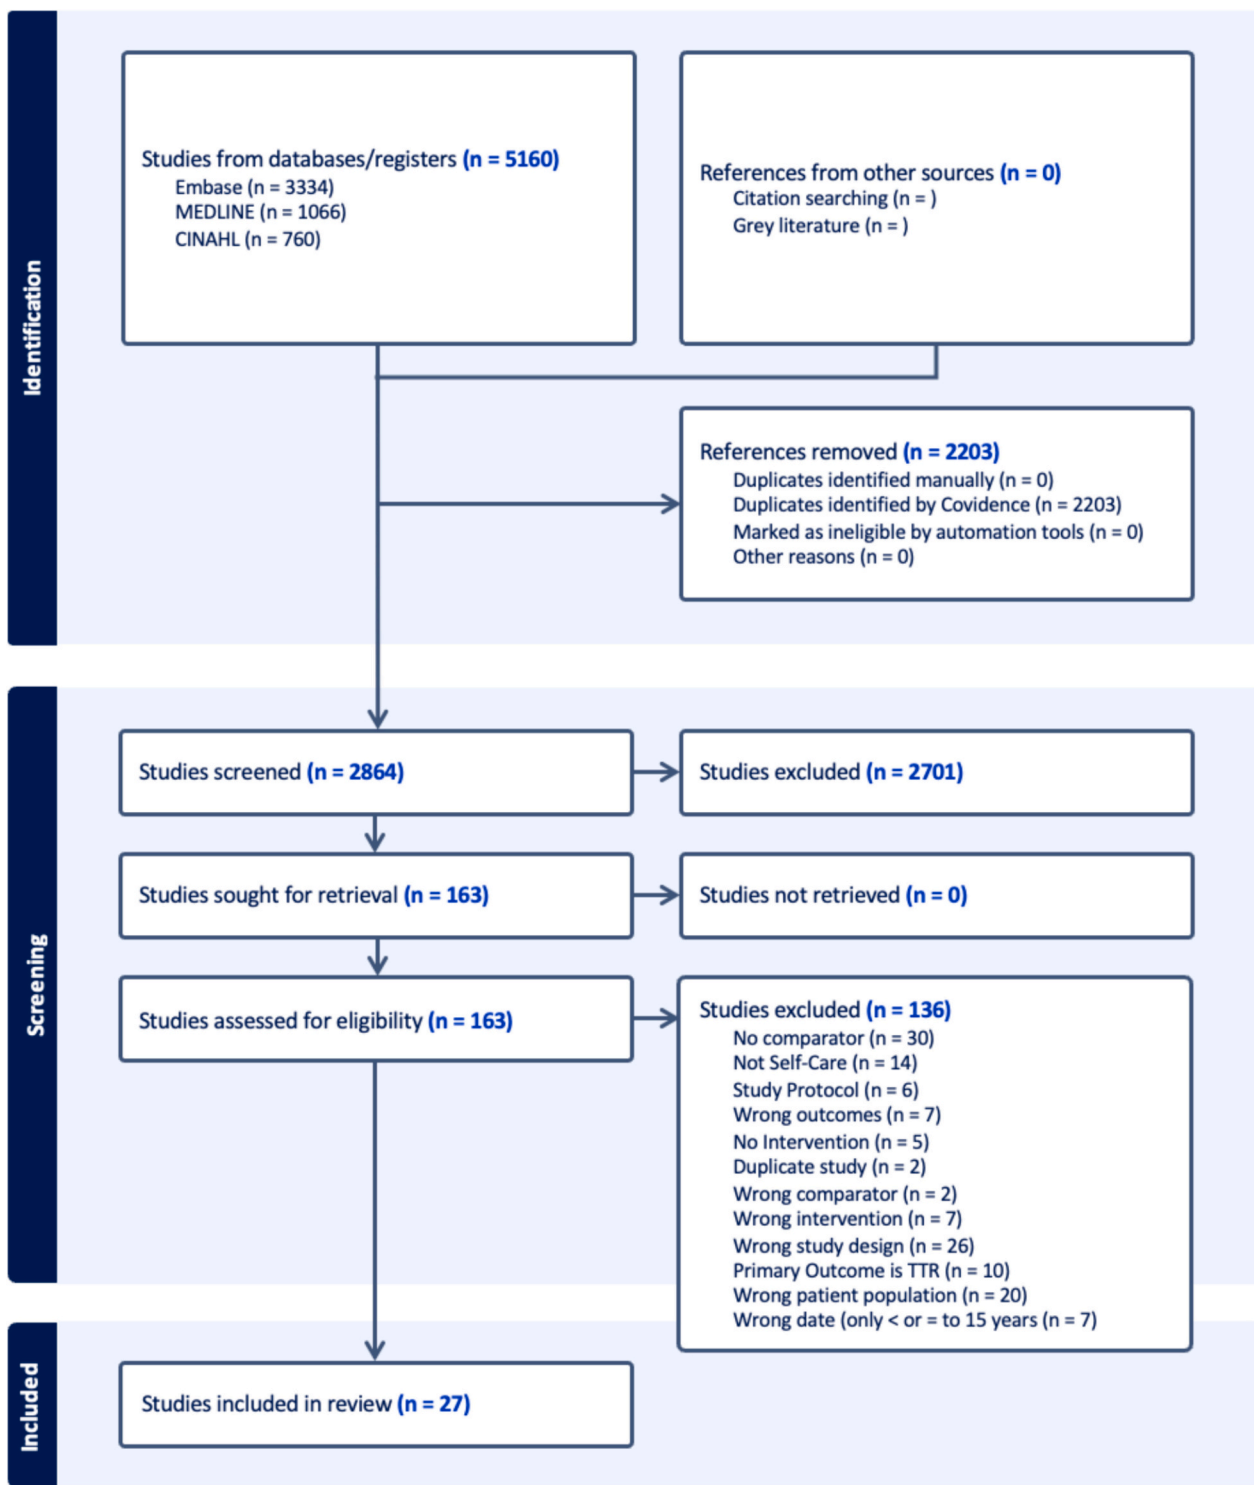 Identification
Studies from databases/registers (n = 5160)
Embase (n = 3334)
MEDLINE (n = 1066)
CINAHL (n = 760)
References from other sources (n = 0)
Citation searching (n = )
Grey literature (n = )
References removed (n = 2203)
Duplicates identified manually (n = 0)
Duplicates identified by Covidence (n = 2203)
Marked as ineligible by automation tools (n = 0)
Other reasons (n = 0)
Screening
Studies screened (n = 2864)
Studies excluded (n = 2701)
Studies sought for retrieval (n = 163)
Studies not retrieved (n = 0)
Studies assessed for eligibility (n = 163)
Studies excluded (n = 136)
No comparator (n = 30)
Not Self-Care (n = 14)
Study Protocol (n = 6)
Wrong outcomes (n = 7)
No Intervention (n = 5)
Duplicate study (n = 2)
Wrong comparator (n = 2)
Wrong intervention (n = 7)
Wrong study design (n = 26)
Primary Outcome is TTR (n = 10)
Wrong patient population (n = 20)
Wrong date (only < or = to 15 years (n = 7)
Included
Studies included in review (n = 27)